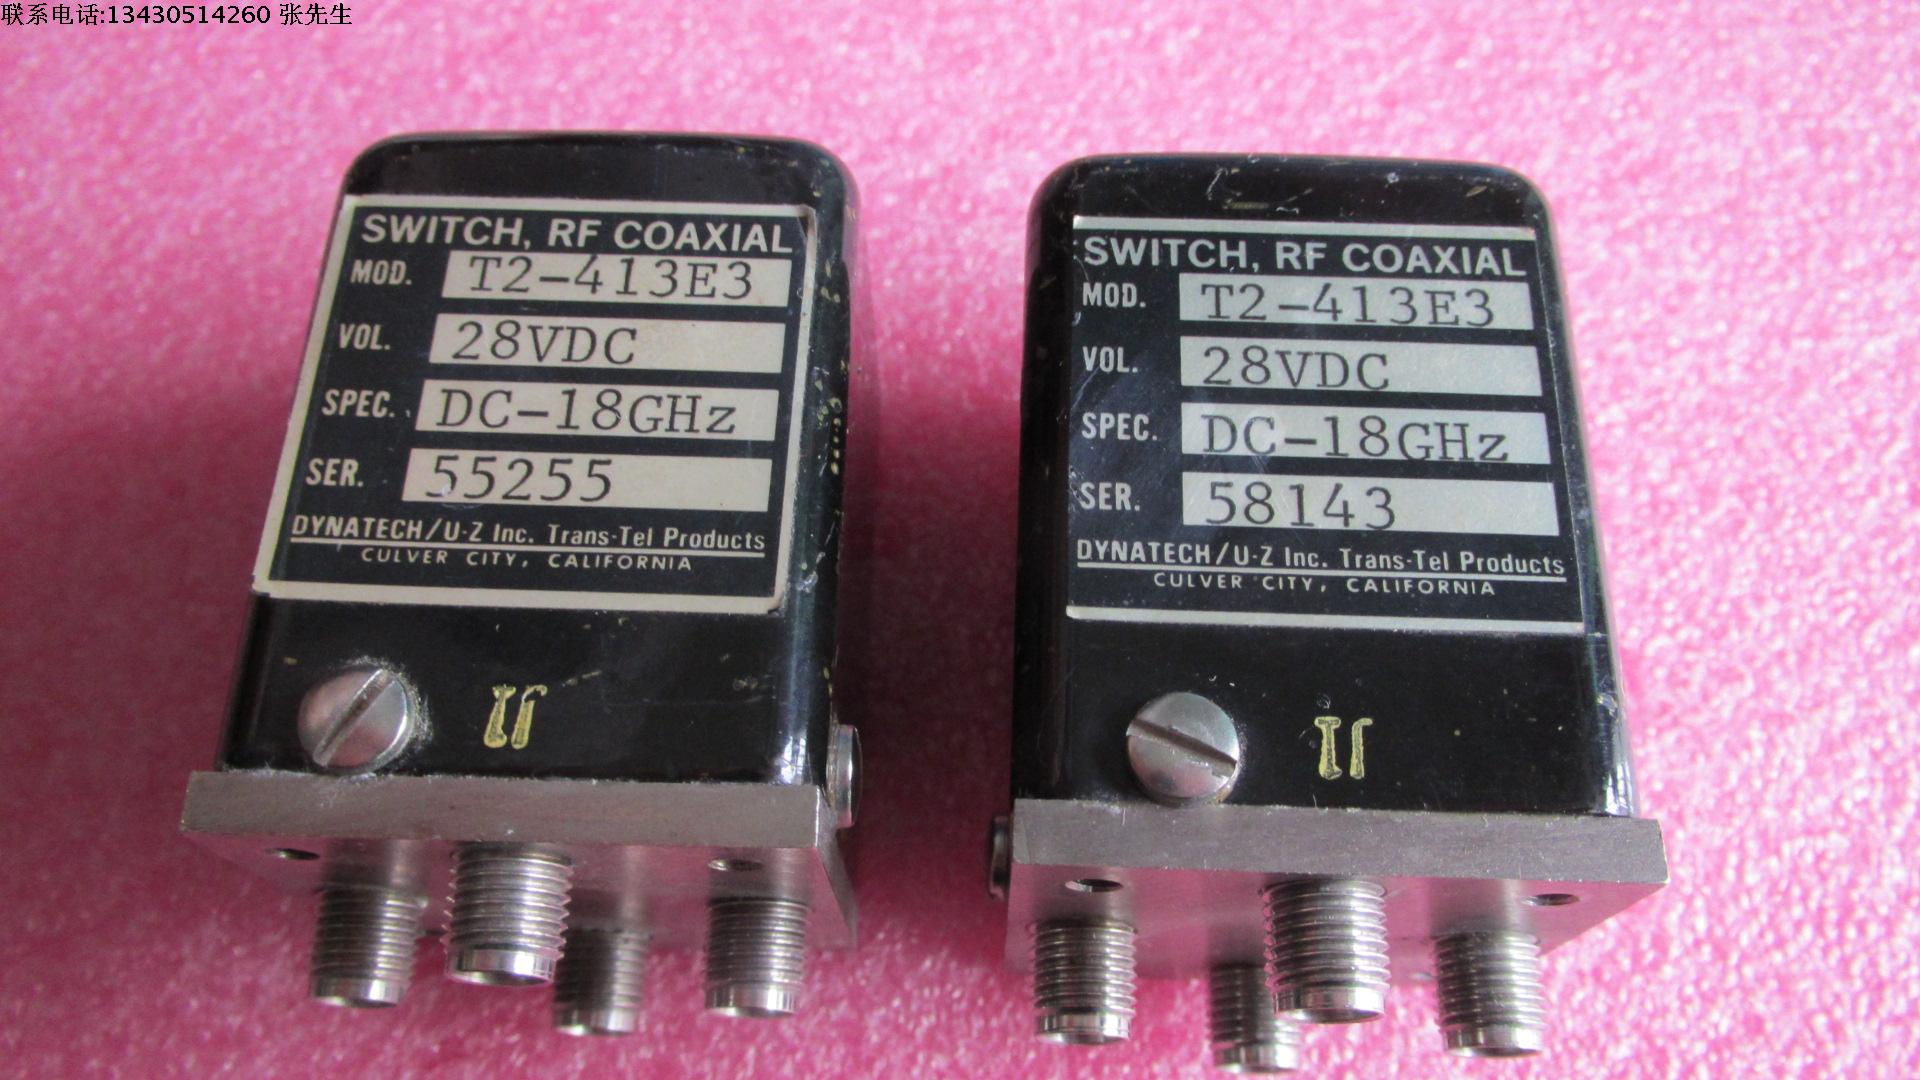 联系电话:13430514260 张先生
SWITCH, RF COAXIAL
MOD. T2-413E3
VOL. 28VDC
SPEC. DC-18GHz
SER. 55255
DYNATECH/U-Z Inc. Trans-Tel Products
CULVER CITY, CALIFORNIA
SWITCH, RF COAXIAL
MOD. T2-413E3
VOL. 28VDC
SPEC. DC-18GHz
SER. 58143
DYNATECH/U-Z Inc. Trans-Tel Products
CULVER CITY, CALIFORNIA